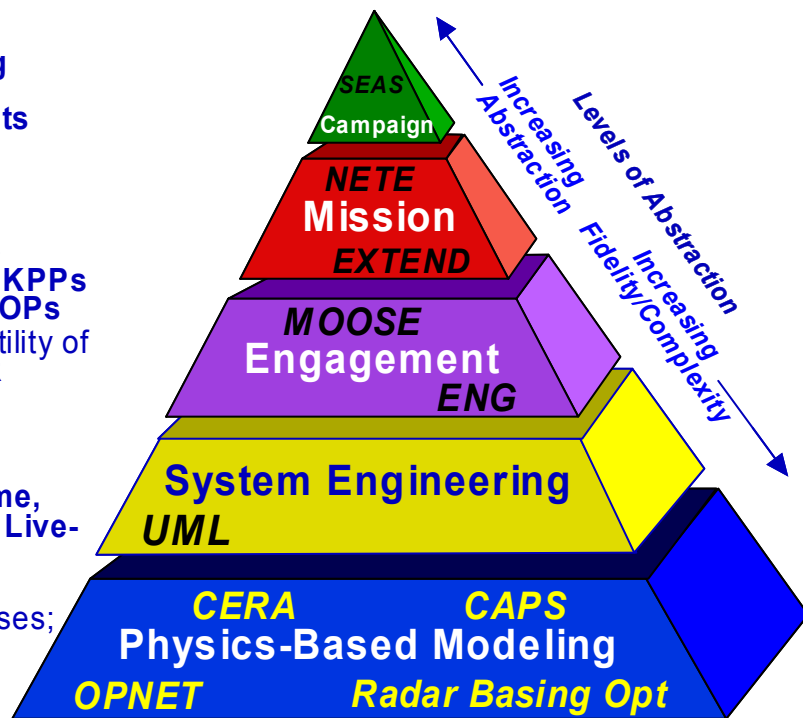 g
ts
KPPs
OPs
tility of
me,
Live-
ses;
SEAS
Campaign
NETE
Mission
EXTEND
MOOSE
Engagement
ENG
System Engineering
UML
CERA CAPS
Physics-Based Modeling
OPNET Radar Basing Opt
Increasing
Abstraction
Levels of Abstraction
Increasing
Fidelity/Complexity